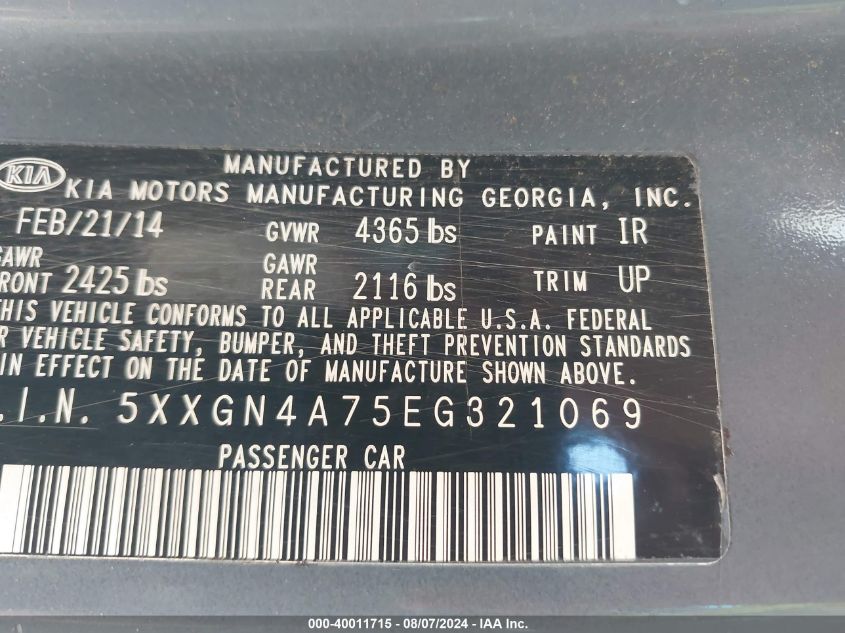 MANUFACTURED BY
KIA KIA MOTORS MANUFACTURING GEORGIA, INC.
FEB/21/14 GVWR 4365 lbs PAINT IR
GAWR FRONT 2425 lbs GAWR REAR 2116 lbs TRIM UP
THIS VEHICLE CONFORMS TO ALL APPLICABLE U.S.A. FEDERAL
R VEHICLE SAFETY, BUMPER, AND THEFT PREVENTION STANDARDS
IN EFFECT ON THE DATE OF MANUFACTURE SHOWN ABOVE.
.I.N. 5XXGN4A75EG321069
PASSENGER CAR
000-40011715 - 08/07/2024 - IAA Inc.